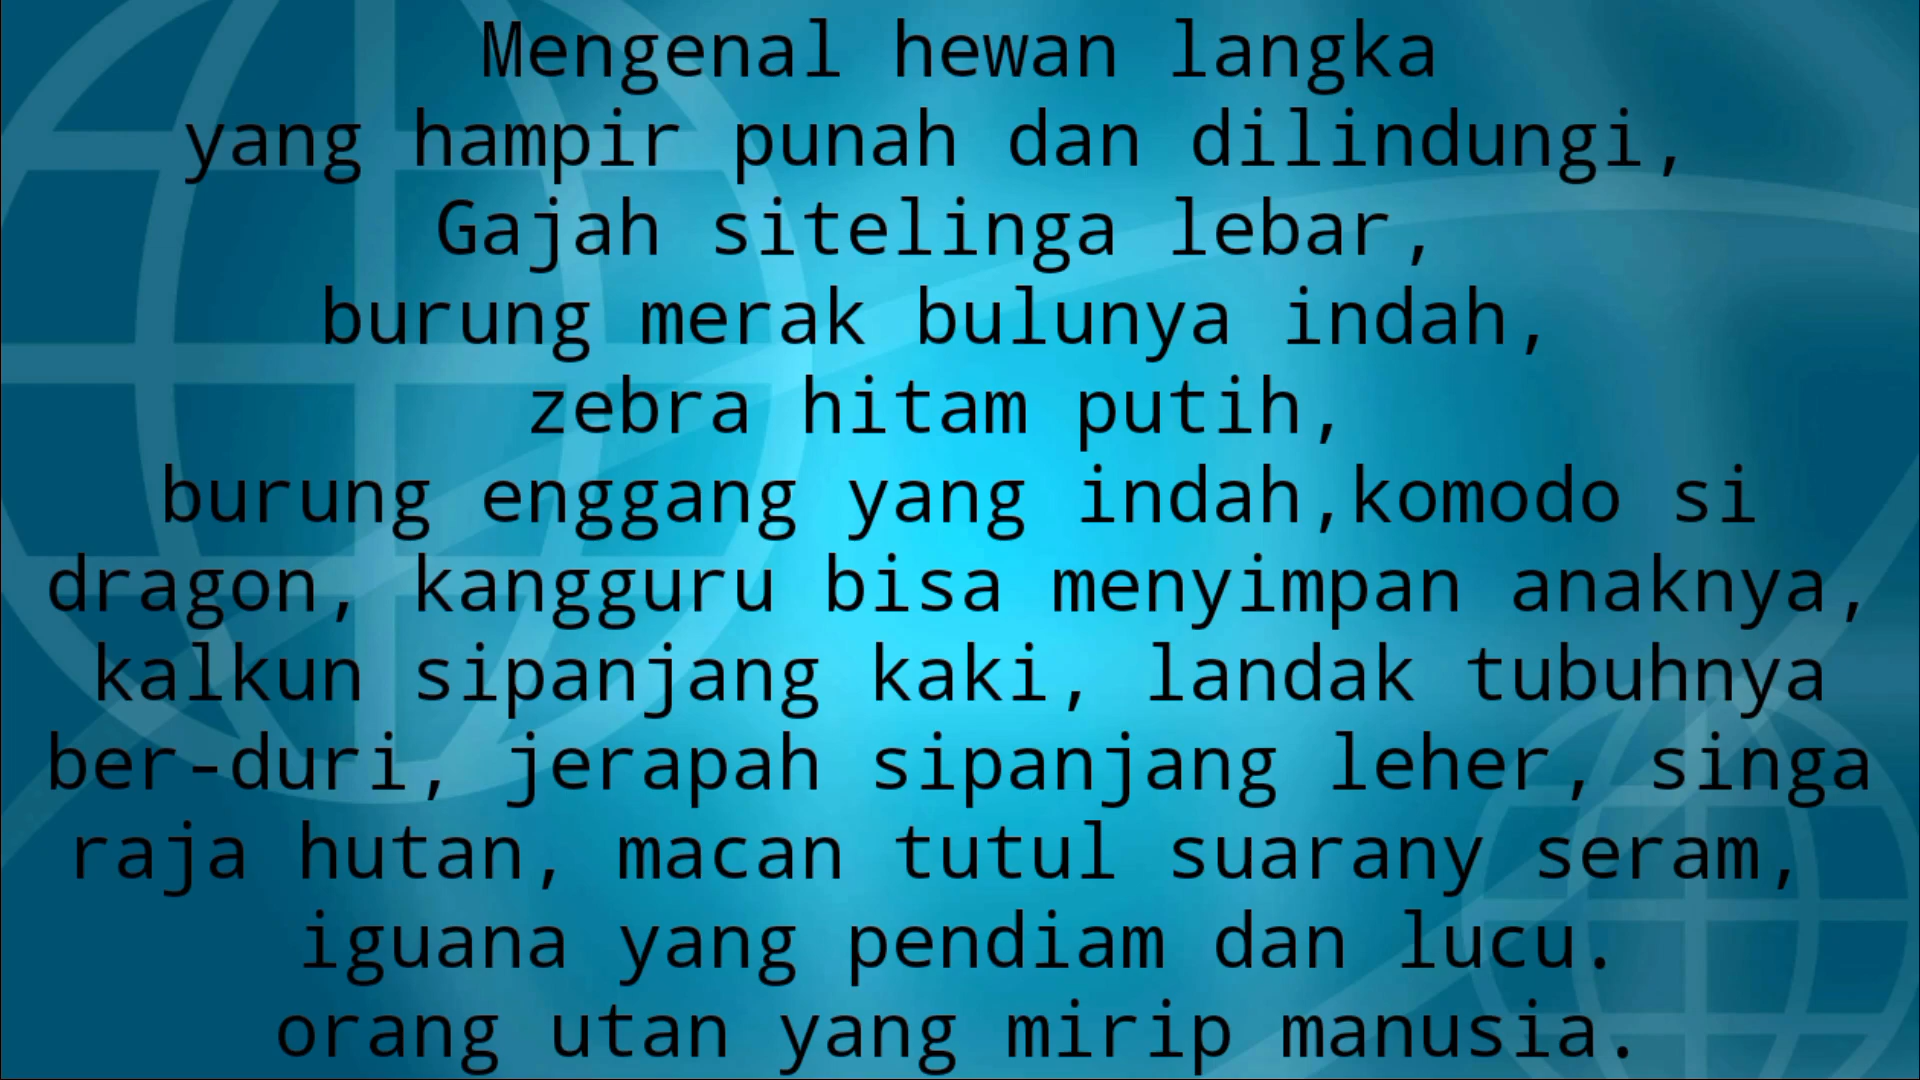 Mengenal hewan langka
yang hampir punah dan dilindungi,
Gajah sitelinga lebar,
burung merak bulunya indah,
zebra hitam putih,
burung enggang yang indah,komodo si
dragon, kangguru bisa menyimpan anaknya,
kalkun sipanjang kaki, landak tubuhnya
ber-duri, jerapah sipanjang leher, singa
raja hutan, macan tutul suarany seram,
iguana yang pendiam dan lucu.
orang utan yang mirip manusia.